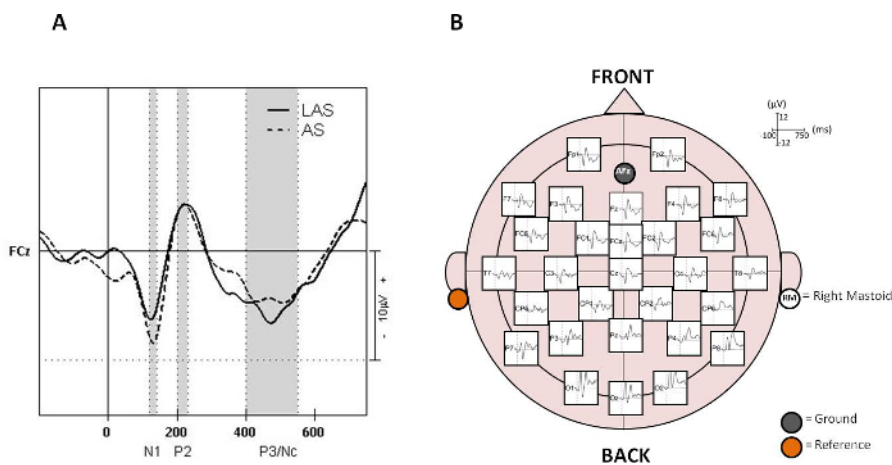 A
LAS
AS
FCz
- 10µV +
0
200
400
600
N1
P2
P3/Nc
B
FRONT
(µV)
12
-100
750
(ms)
-12
Fp1
Fp2
AFz
F7
F3
Fz
F4
F8
FC5
FC1
FCz
FC2
FC6
T7
C3
Cz
C4
T8
RM = Right Mastoid
CP5
CP1
CP2
CP6
P7
P3
Pz
P4
P8
O1
Oz
O2
= Ground
= Reference
BACK